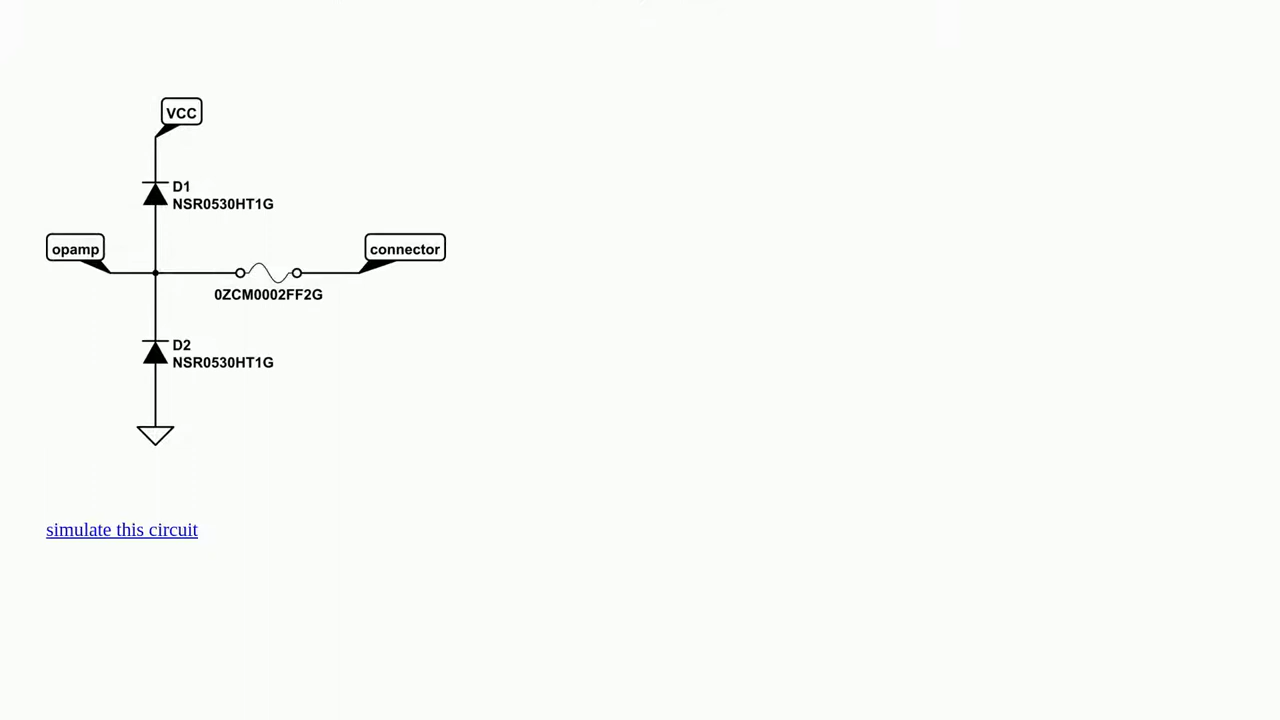 VCC
D1
NSR0530HT1G
opamp
connector
0ZCM0002FF2G
D2
NSR0530HT1G
simulate this circuit